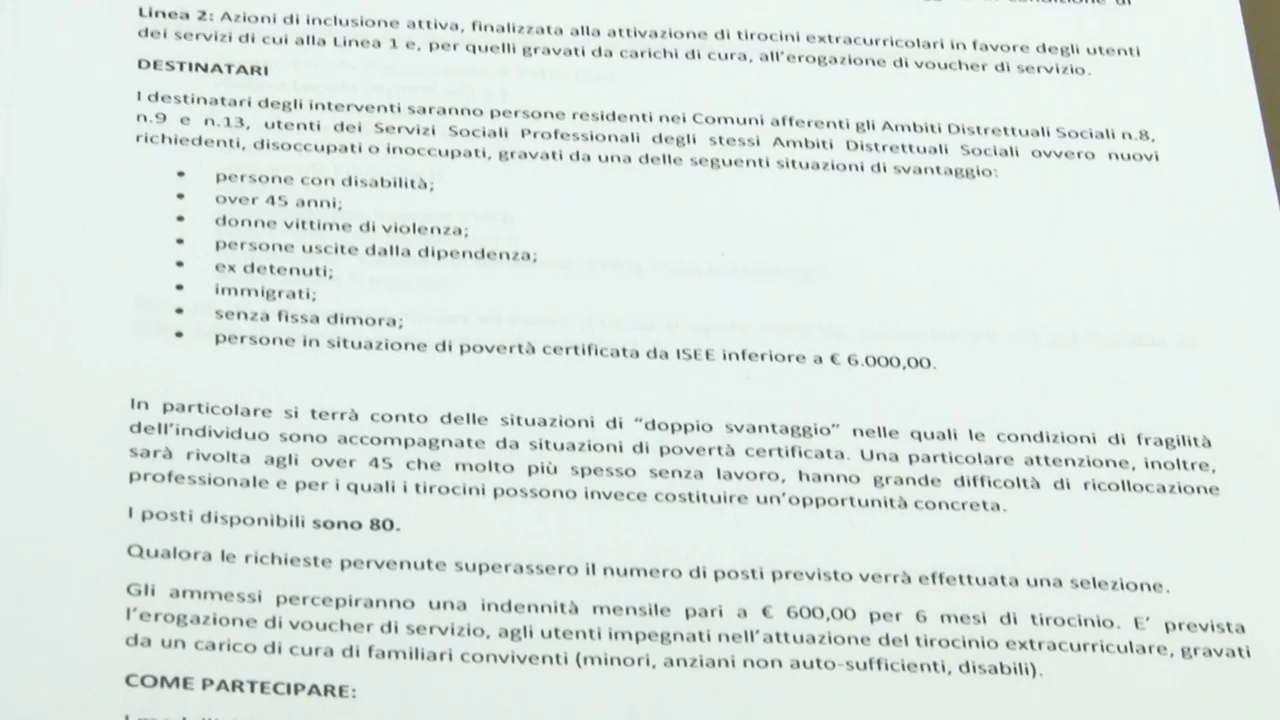 Linea 2: Azioni di inclusione attiva, finalizzata alla attivazione di tirocini extracurricolari in favore degli utenti
dei servizi di cui alla Linea 1 e, per quelli gravati da carichi di cura, all'erogazione di voucher di servizio.
DESTINATARI
I destinatari degli interventi saranno persone residenti nei Comuni afferenti gli Ambiti Distrettuali Sociali n.8,
n.9 e n.13, utenti dei Servizi Sociali Professionali degli stessi Ambiti Distrettuali Sociali ovvero nuovi
richiedenti, disoccupati o inoccupati, gravati da una delle seguenti situazioni di svantaggio:
• persone con disabilità;
• over 45 anni;
• donne vittime di violenza;
• persone uscite dalla dipendenza;
• ex detenuti;
• immigrati;
• senza fissa dimora;
• persone in situazione di povertà certificata da ISEE inferiore a € 6.000,00.
In particolare si terrà conto delle situazioni di "doppio svantaggio" nelle quali le condizioni di fragilità
dell'individuo sono accompagnate da situazioni di povertà certificata. Una particolare attenzione, inoltre,
sarà rivolta agli over 45 che molto più spesso senza lavoro, hanno grande difficoltà di ricollocazione
professionale e per i quali i tirocini possono invece costituire un'opportunità concreta.
I posti disponibili sono 80.
Qualora le richieste pervenute superassero il numero di posti previsto verrà effettuata una selezione.
Gli ammessi percepiranno una indennità mensile pari a € 600,00 per 6 mesi di tirocinio. E' prevista
l'erogazione di voucher di servizio, agli utenti impegnati nell'attuazione del tirocinio extracurriculare, gravati
da un carico di cura di familiari conviventi (minori, anziani non auto-sufficienti, disabili).
COME PARTECIPARE: